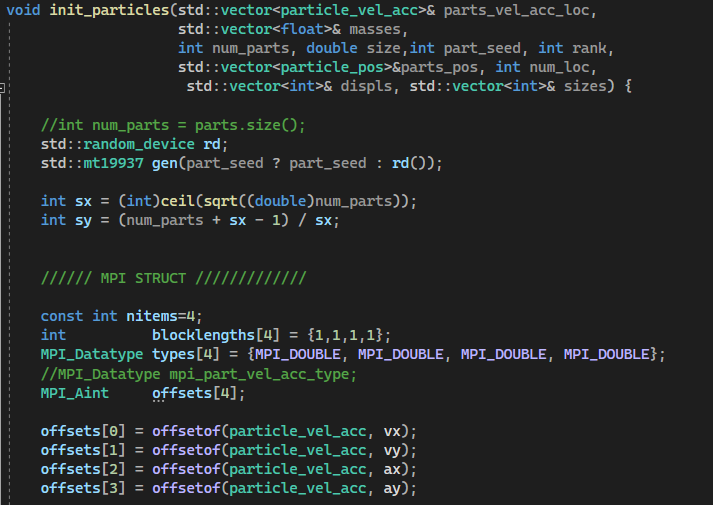 void init_particles(std::vector<particle_vel_acc>& parts_vel_acc_loc,
std::vector<float>& masses,
int num_parts, double size,int part_seed, int rank,
std::vector<particle_pos>&parts_pos, int num_loc,
std::vector<int>& displs, std::vector<int>& sizes) {
//int num_parts = parts.size();
std::random_device rd;
std::mt19937 gen(part_seed ? part_seed : rd());
int sx = (int)ceil(sqrt((double)num_parts));
int sy = (num_parts + sx - 1) / sx;
////// MPI STRUCT /////////////
const int nitems=4;
int blocklengths[4] = {1,1,1,1};
MPI_Datatype types[4] = {MPI_DOUBLE, MPI_DOUBLE, MPI_DOUBLE, MPI_DOUBLE};
//MPI_Datatype mpi_part_vel_acc_type;
MPI_Aint offsets[4];
offsets[0] = offsetof(particle_vel_acc, vx);
offsets[1] = offsetof(particle_vel_acc, vy);
offsets[2] = offsetof(particle_vel_acc, ax);
offsets[3] = offsetof(particle_vel_acc, ay);